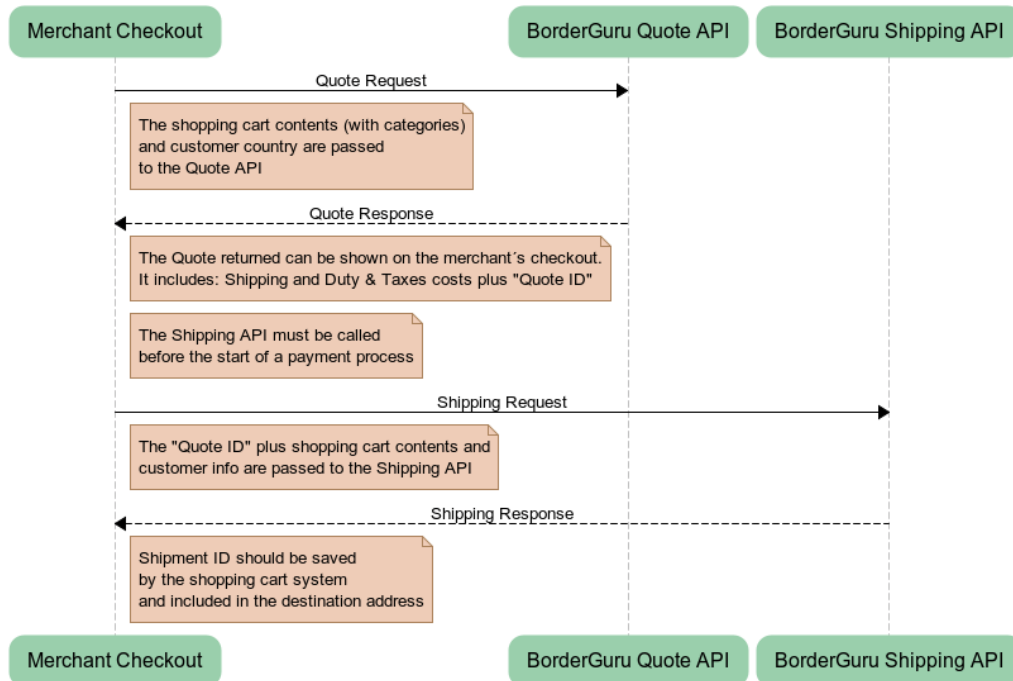 Merchant Checkout
BorderGuru Quote API
BorderGuru Shipping API
Quote Request
The shopping cart contents (with categories)
and customer country are passed
to the Quote API
Quote Response
The Quote returned can be shown on the merchant´s checkout.
It includes: Shipping and Duty & Taxes costs plus "Quote ID"
The Shipping API must be called
before the start of a payment process
Shipping Request
The "Quote ID" plus shopping cart contents and
customer info are passed to the Shipping API
Shipping Response
Shipment ID should be saved
by the shopping cart system
and included in the destination address
Merchant Checkout
BorderGuru Quote API
BorderGuru Shipping API